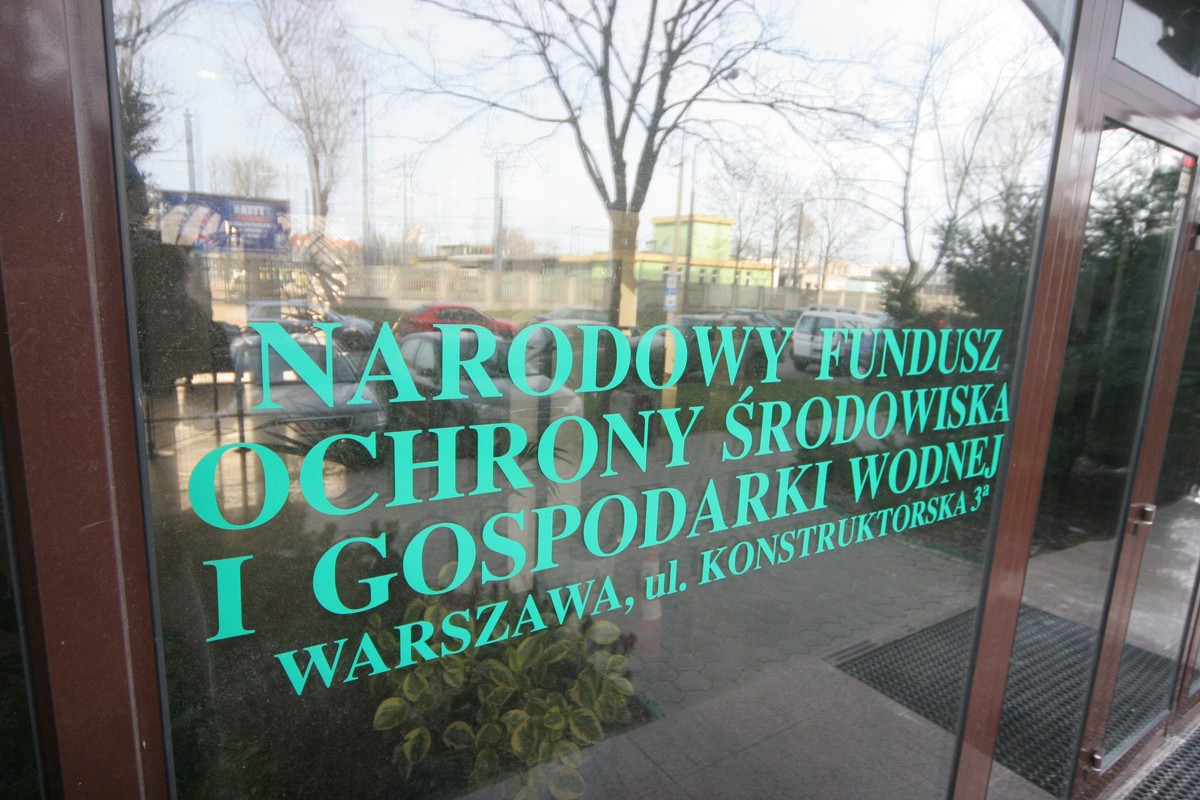 NARODOWY FUNDUSZ
OCHRONY ŚRODOWISKA
I GOSPODARKI WODNEJ
WARSZAWA, ul. KONSTRUKTORSKA 3ª